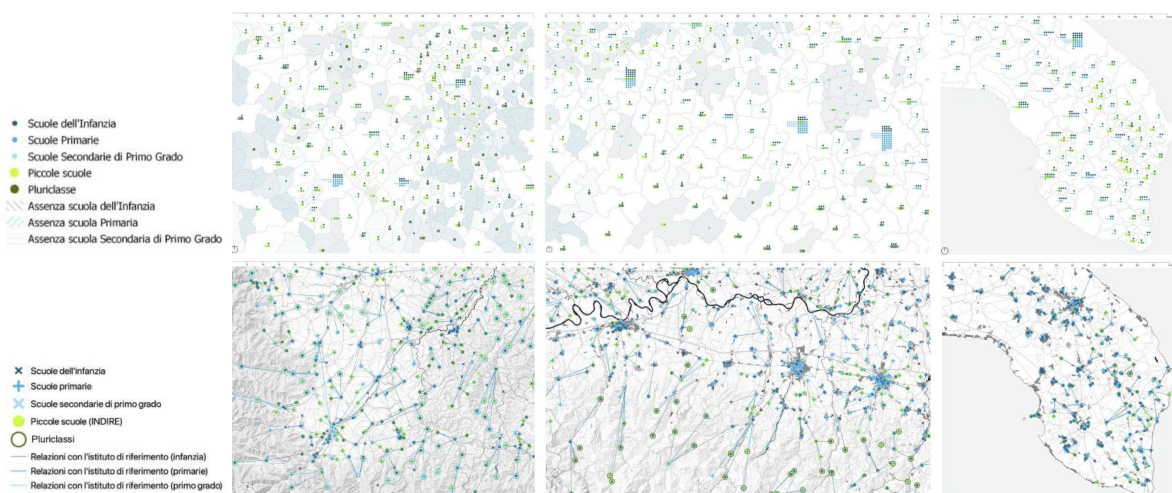 Scuole dell'Infanzia
Scuole Primarie
Scuole Secondarie di Primo Grado
Piccole scuole
Pluriclasse
Assenza scuola dell'Infanzia
Assenza scuola Primaria
Assenza scuola Secondaria di Primo Grado
Scuole dell'infanzia
Scuole primarie
Scuole secondarie di primo grado
Piccole scuole (INDIRE)
Pluriclassi
Relazioni con l'istituto di riferimento (infanzia)
Relazioni con l'istituto di riferimento (primarie)
Relazioni con l'istituto di riferimento (primo grado)